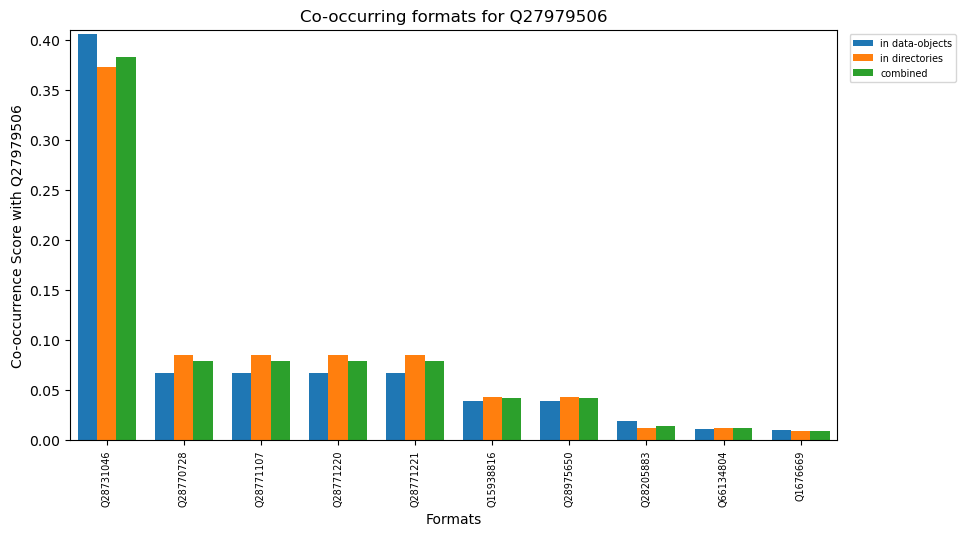 Co-occurring formats for Q27979506
in data-objects
in directories
combined
Co-occurrence Score with Q27979506
0.40
0.35
0.30
0.25
0.20
0.15
0.10
0.05
0.00
Q28731046
Q28770728
Q28771107
Q28771220
Q28771221
Q15938816
Q28975650
Q28205883
Q66134804
Q1676669
Formats